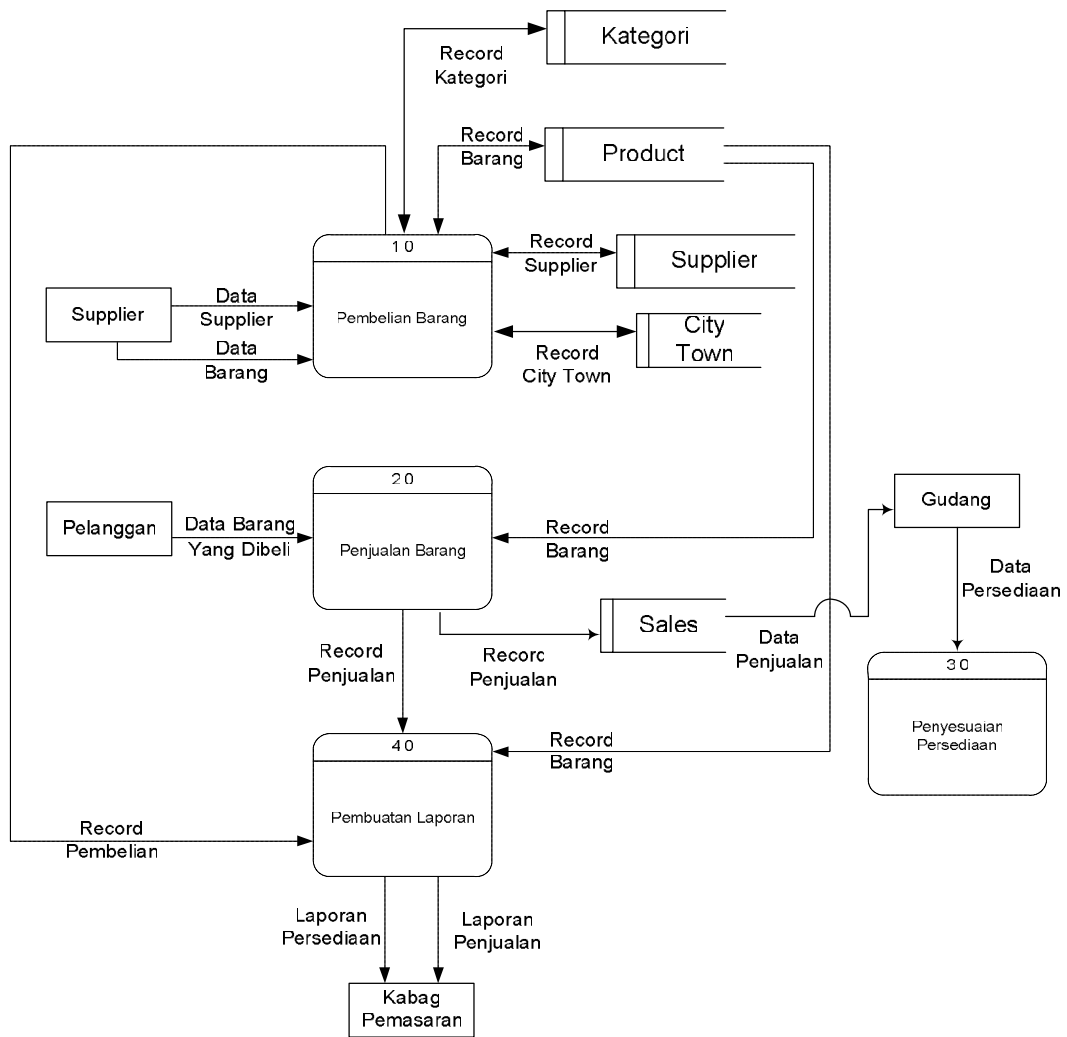 Kategori
Record
Kategori
Record
Barang
Product
1 0
Record
Supplier
Supplier
Pembelian Barang
Supplier
Data
Supplier
Data
Barang
City
Town
Record
City Town
2 0
Pelanggan
Data Barang
Yang Dibeli
Penjualan Barang
Record
Barang
Gudang
Data
Persediaan
Sales
Record
Penjualan
Record
Penjualan
Data
Penjualan
3 0
Penyesuaian
Persediaan
4 0
Record
Barang
Pembuatan Laporan
Record
Pembelian
Laporan
Persediaan
Laporan
Penjualan
Kabag
Pemasaran